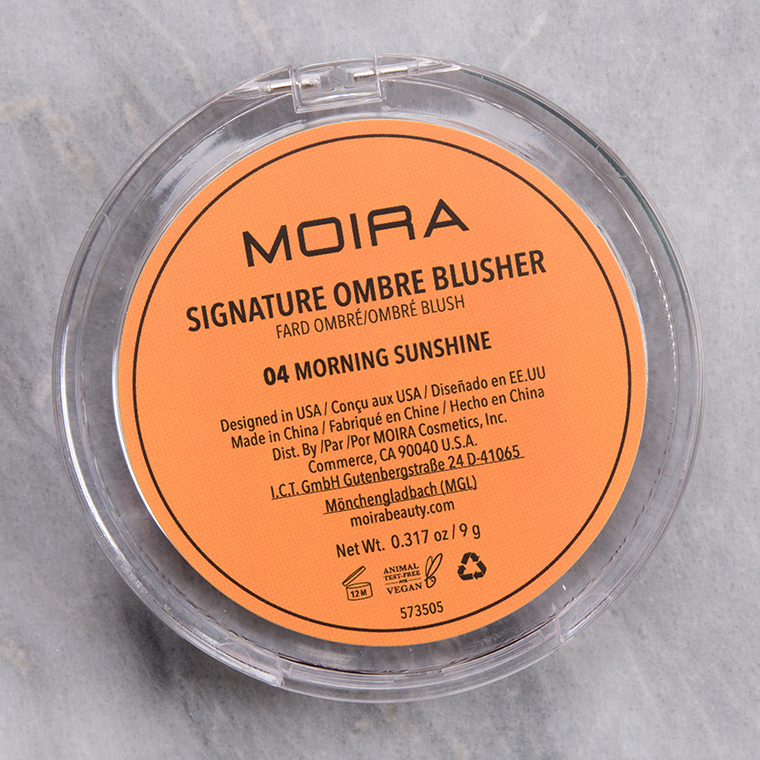 MOIRA
SIGNATURE OMBRE BLUSHER
FARD OMBRÉ/OMBRÉ BLUSH
04 MORNING SUNSHINE
Designed in USA / Conçu aux USA / Diseñado en EE.UU
Made in China / Fabriqué en Chine / Hecho en China
Dist. By /Par /Por MOIRA Cosmetics, Inc.
Commerce, CA 90040 U.S.A.
I.C.T. GmbH Gutenbergstraße 24 D-41065
Mönchengladbach (MGL)
moirabeauty.com
Net Wt. 0.317 oz / 9 g
12M
ANIMAL
TEST-FREE
VEGAN
573505